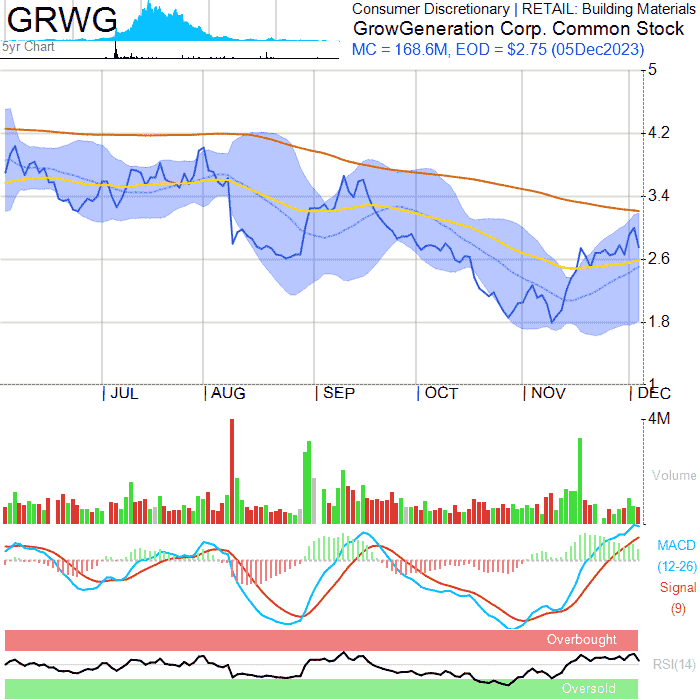 GRWG
5yr Chart
Consumer Discretionary | RETAIL: Building Materials
GrowGeneration Corp. Common Stock
MC = 168.6M, EOD = $2.75 (05Dec2023)
5
4.2
3.4
2.6
1.8
1
JUL AUG SEP OCT NOV DEC
4M
Volume
MACD
(12-26)
Signal
(9)
Overbought
RSI(14)
Oversold